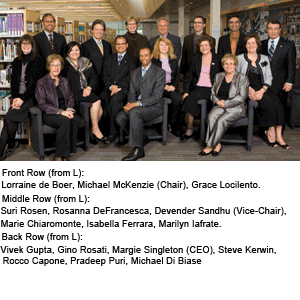 Front Row (from L):
Lorraine de Boer, Michael McKenzie (Chair), Grace Locilento.
Middle Row (from L):
Suri Rosen, Rosanna DeFrancesca, Devender Sandhu (Vice-Chair),
Marie Chiaromonte, Isabella Ferrara, Marilyn Iafrate.
Back Row (from L):
Vivek Gupta, Gino Rosati, Margie Singleton (CEO), Steve Kerwin,
Rocco Capone, Pradeep Puri, Michael Di Biase